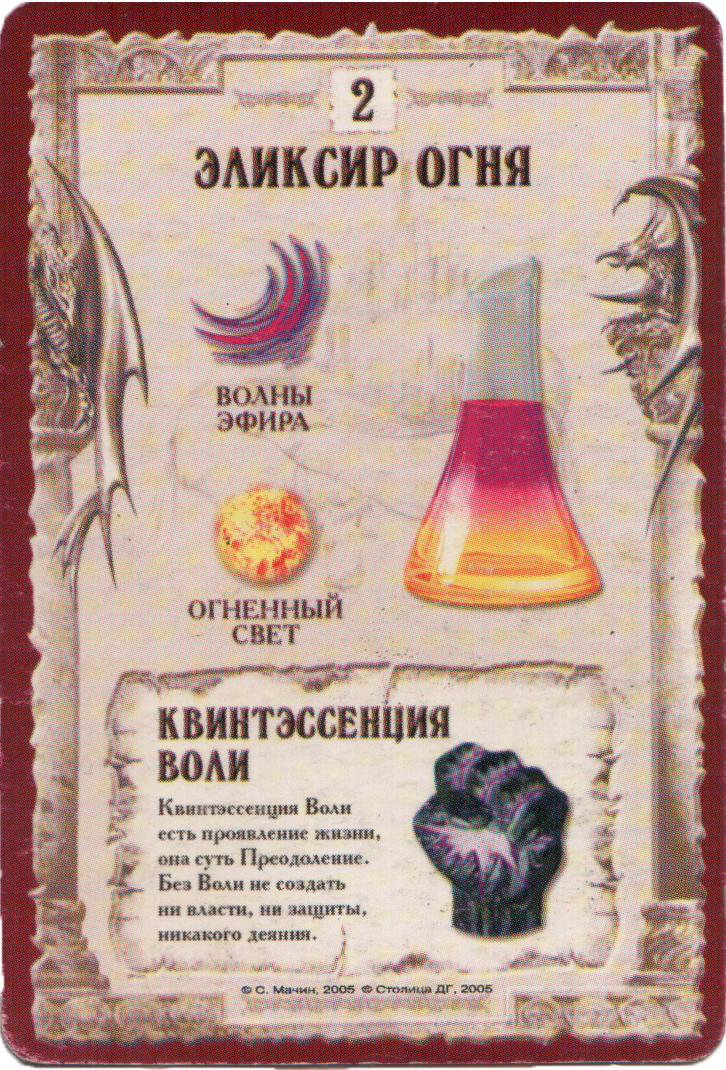 2
ЭЛИКСИР ОГНЯ
ВОЛНЫ
ЭФИРА
ОГНЕННЫЙ
СВЕТ
КВИНТЭССЕНЦИЯ
ВОЛИ
Квинтэссенция Воли
есть проявление жизни,
она суть Преодоление.
Без Воли не создать
ни власти, ни защиты,
никакого деяния.
© С. Мачин, 2005 © Столица ДГ, 2005